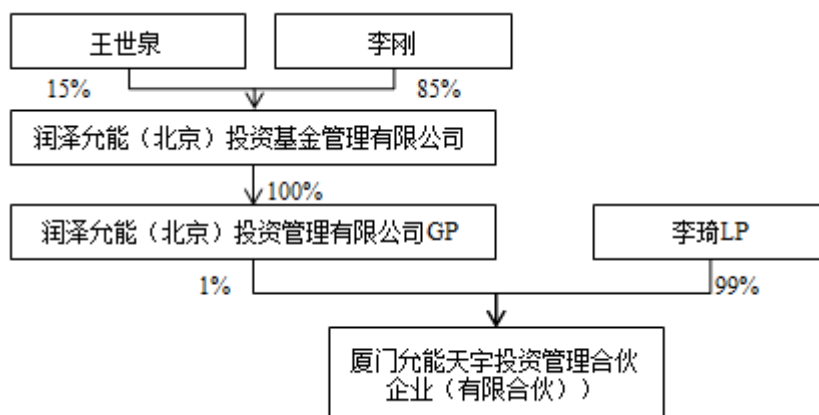 王世泉
李刚
15%
85%
润泽允能（北京）投资基金管理有限公司
100%
润泽允能（北京）投资管理有限公司GP
李琦LP
1%
99%
厦门允能天宇投资管理合伙
企业（有限合伙））